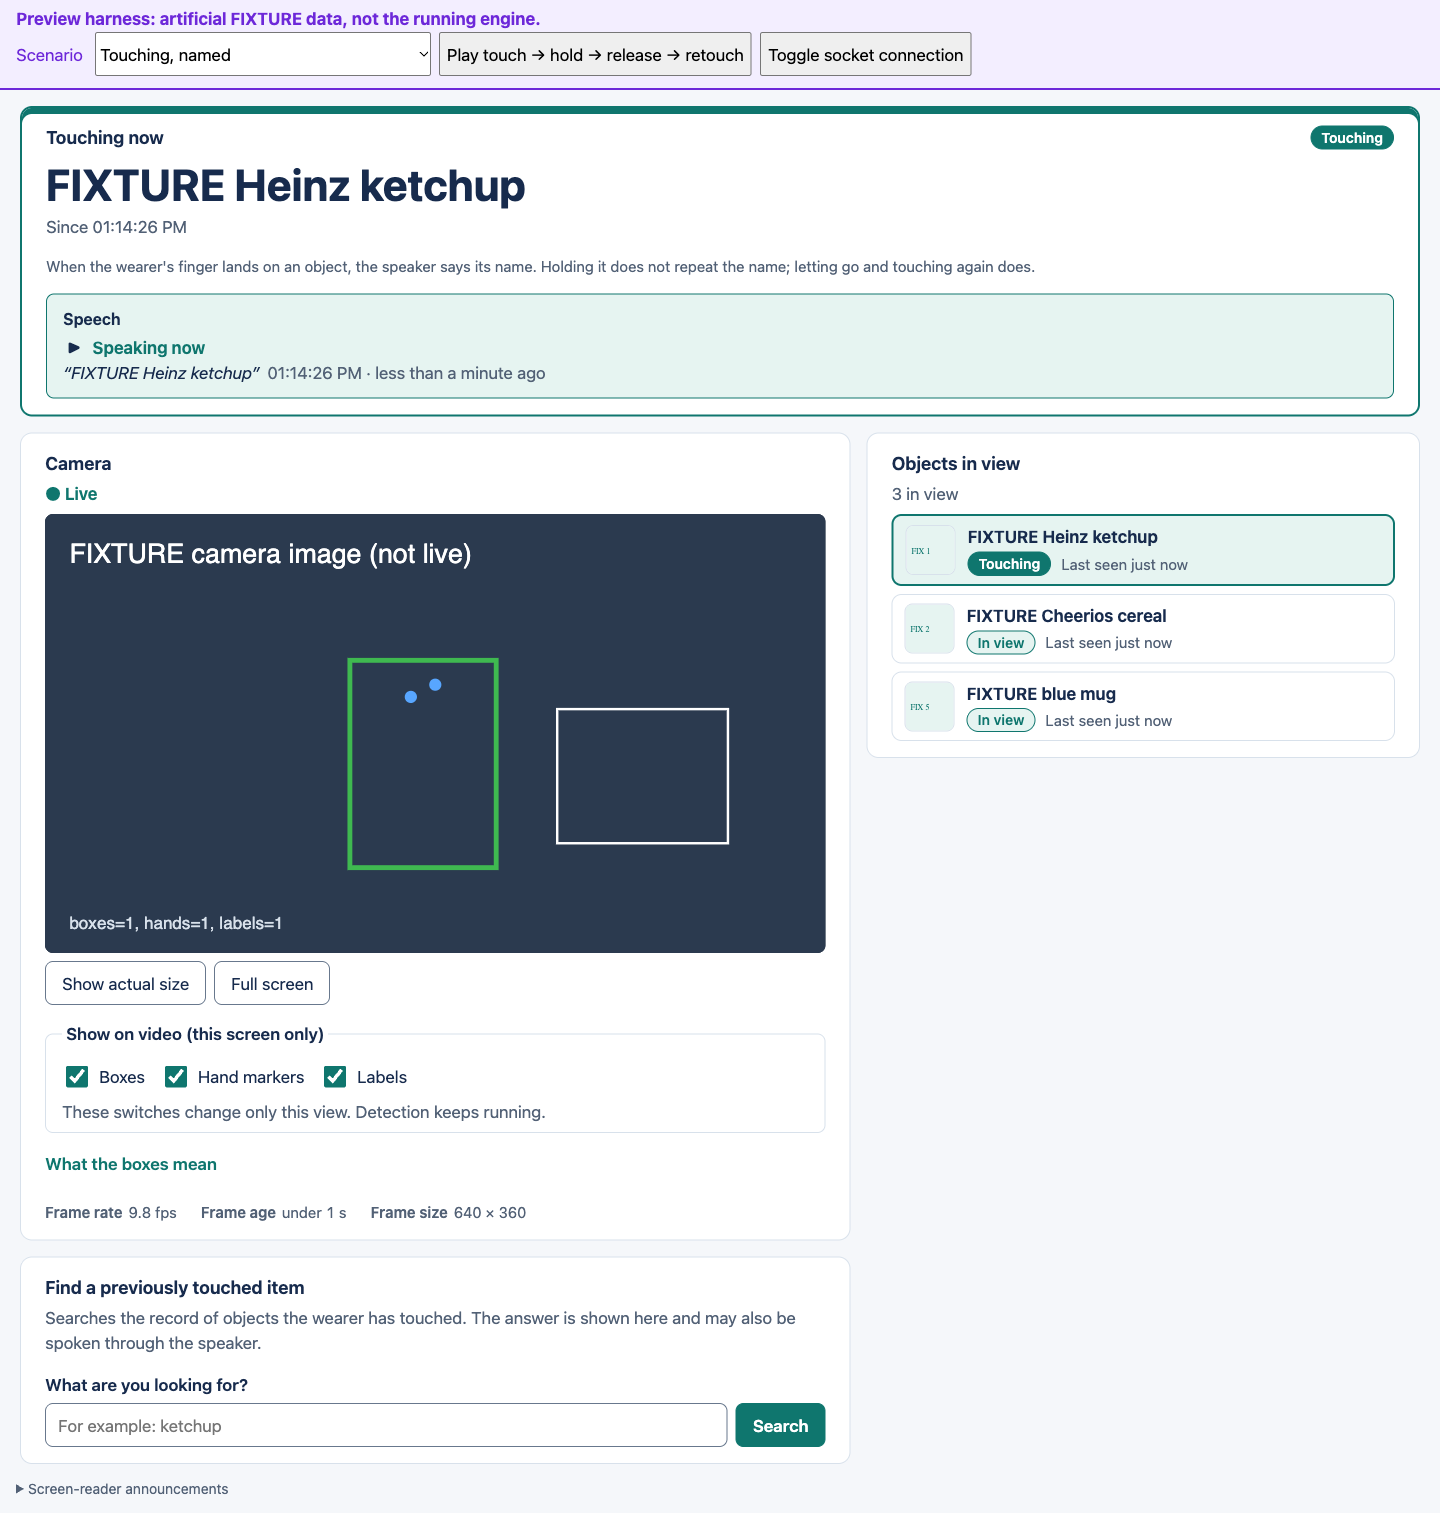 Preview harness: artificial FIXTURE data, not the running engine.
Scenario
Touching, named
Play touch → hold → release → retouch
Toggle socket connection
Touching now
Touching
FIXTURE Heinz ketchup
Since 01:14:26 PM
When the wearer's finger lands on an object, the speaker says its name. Holding it does not repeat the name; letting go and touching again does.
Speech
Speaking now
“FIXTURE Heinz ketchup” 01:14:26 PM · less than a minute ago
Camera
Live
FIXTURE camera image (not live)
boxes=1, hands=1, labels=1
Show actual size
Full screen
Show on video (this screen only)
Boxes
Hand markers
Labels
These switches change only this view. Detection keeps running.
What the boxes mean
Frame rate 9.8 fps
Frame age under 1 s
Frame size 640 × 360
Objects in view
3 in view
FIX 1
FIXTURE Heinz ketchup
Touching
Last seen just now
FIX 2
FIXTURE Cheerios cereal
In view
Last seen just now
FIX 5
FIXTURE blue mug
In view
Last seen just now
Find a previously touched item
Searches the record of objects the wearer has touched. The answer is shown here and may also be
spoken through the speaker.
What are you looking for?
For example: ketchup
Search
Screen-reader announcements